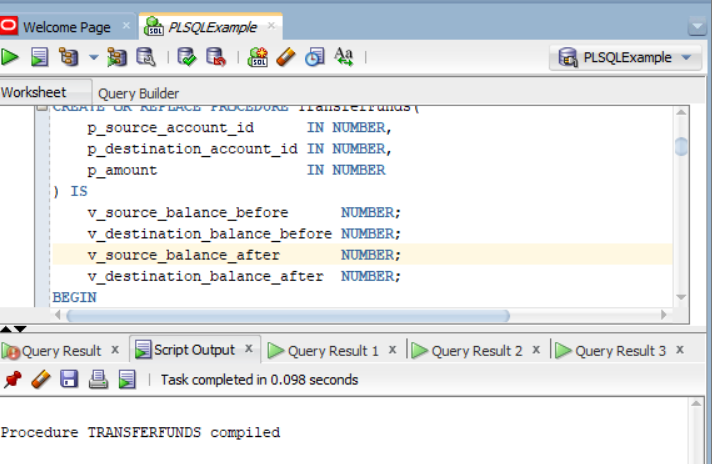 Welcome Page
PLSQLExample
PLSQLExample
Worksheet
Query Builder
CREATE OR REPLACE PROCEDURE TransferFunds(
p_source_account_id IN NUMBER,
p_destination_account_id IN NUMBER,
p_amount IN NUMBER
) IS
v_source_balance_before NUMBER;
v_destination_balance_before NUMBER;
v_source_balance_after NUMBER;
v_destination_balance_after NUMBER;
BEGIN
Query Result x
Script Output x
Query Result 1 x
Query Result 2 x
Query Result 3 x
Task completed in 0.098 seconds
Procedure TRANSFERFUNDS compiled